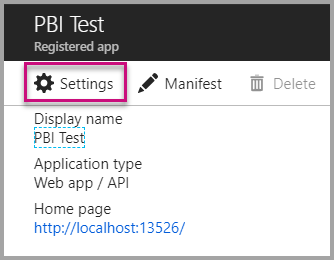 PBI Test
Registered app
Settings Manifest Delete
Display name
PBI Test
Application type
Web app / API
Home page
http://localhost:13526/